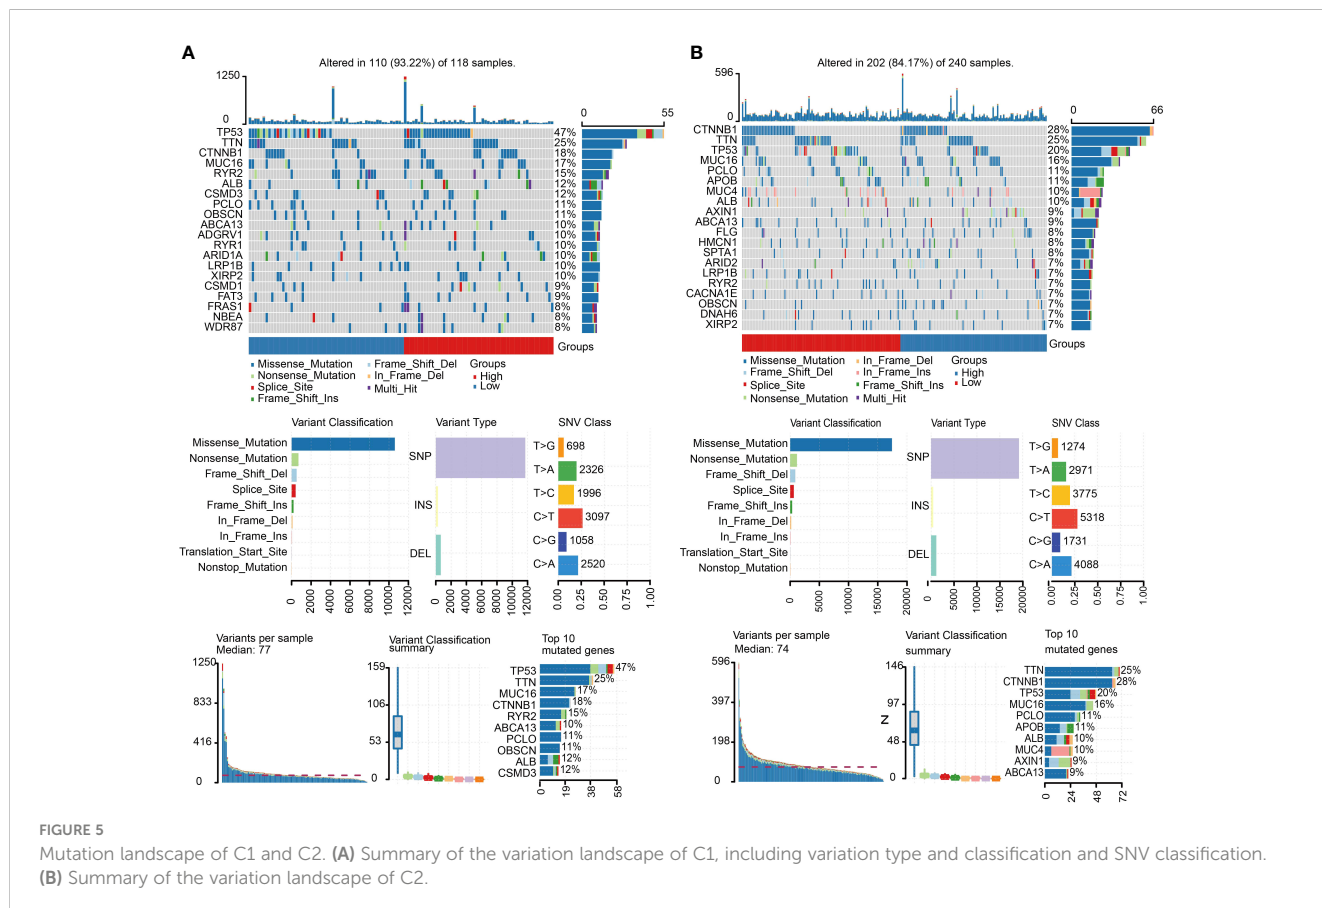 A
Altered in 110 (93.22%) of 118 samples.
1250
0
0 55
TP53 47%
TTN 25%
CTNNB1 18%
MUC16 17%
RYR2 15%
ALB 12%
CSMD3 12%
PCLO 11%
OBSCN 11%
ABCA13 10%
ADGRV1 10%
RYR1 10%
ARID1A 10%
LRP1B 10%
XIRP2 10%
CSMD1 9%
FAT3 9%
FRAS1 8%
NBEA 8%
WDR87 8%
Groups
Missense_Mutation Frame_Shift_Del Groups
Nonsense_Mutation In_Frame_Del High
Splice_Site Multi_Hit Low
Frame_Shift_Ins
B
Altered in 202 (84.17%) of 240 samples.
596
0
0 66
CTNNB1 28%
TTN 25%
TP53 20%
MUC16 16%
PCLO 11%
APOB 11%
MUC4 10%
ALB 10%
AXIN1 9%
ABCA13 9%
FLG 8%
HMCN1 8%
SPTA1 8%
ARID2 7%
LRP1B 7%
RYR2 7%
CACNA1E 7%
OBSCN 7%
DNAH6 7%
XIRP2 7%
Groups
Missense_Mutation In_Frame_Del Groups
Frame_Shift_Del In_Frame_Ins High
Splice_Site Frame_Shift_Ins Low
Nonsense_Mutation Multi_Hit
Variant Classification
Missense_Mutation
Nonsense_Mutation
Frame_Shift_Del
Splice_Site
Frame_Shift_Ins
In_Frame_Del
In_Frame_Ins
Translation_Start_Site
Nonstop_Mutation
0 2000 4000 6000 8000 10000 12000
Variant Type
SNP
INS
DEL
0 2000 4000 6000 8000 10000 12000
SNV Class
T>G 698
T>A 2326
T>C 1996
C>T 3097
C>G 1058
C>A 2520
0.00 0.25 0.50 0.75 1.00
Variant Classification
Missense_Mutation
Nonsense_Mutation
Frame_Shift_Del
Splice_Site
Frame_Shift_Ins
In_Frame_Del
In_Frame_Ins
Translation_Start_Site
Nonstop_Mutation
0 5000 10000 15000 20000
Variant Type
SNP
INS
DEL
0 5000 10000 15000 20000
SNV Class
T>G 1274
T>A 2971
T>C 3775
C>T 5318
C>G 1731
C>A 4088
0.00 0.25 0.50 0.75 1.00
Variants per sample
Median: 77
1250
833
416
0
Variant Classification
summary
159
106
53
0
Top 10
mutated genes
TP53 47%
TTN 25%
MUC16 17%
CTNNB1 18%
RYR2 15%
ABCA13 10%
PCLO 11%
OBSCN 11%
ALB 12%
CSMD3 12%
0 19 38 58
Variants per sample
Median: 74
596
397
198
0
Variant Classification
summary
146
97
N
49
0
Top 10
mutated genes
TTN 25%
CTNNB1 28%
TP53 20%
MUC16 16%
PCLO 11%
APOB 11%
ALB 10%
MUC4 10%
AXIN1 9%
ABCA13 9%
0 24 48 72
FIGURE 5
Mutation landscape of C1 and C2. (A) Summary of the variation landscape of C1, including variation type and classification and SNV classification.
(B) Summary of the variation landscape of C2.